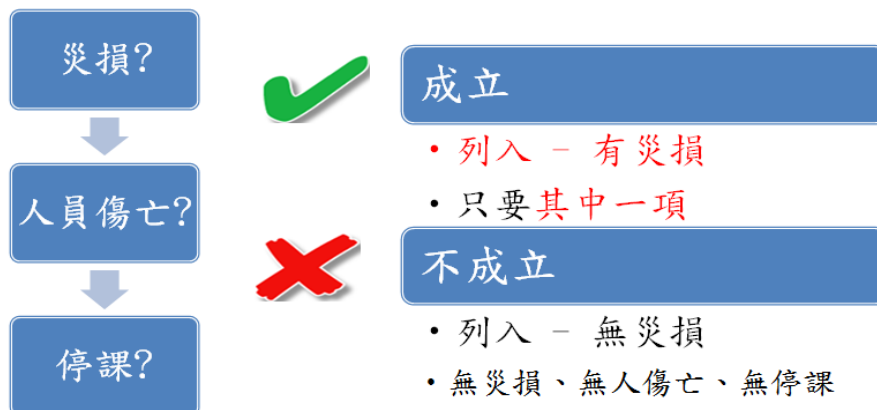 災損?
人員傷亡?
停課?
成立
• 列入 – 有災損
• 只要其中一項
不成立
• 列入 – 無災損
• 無災損、無人傷亡、無停課